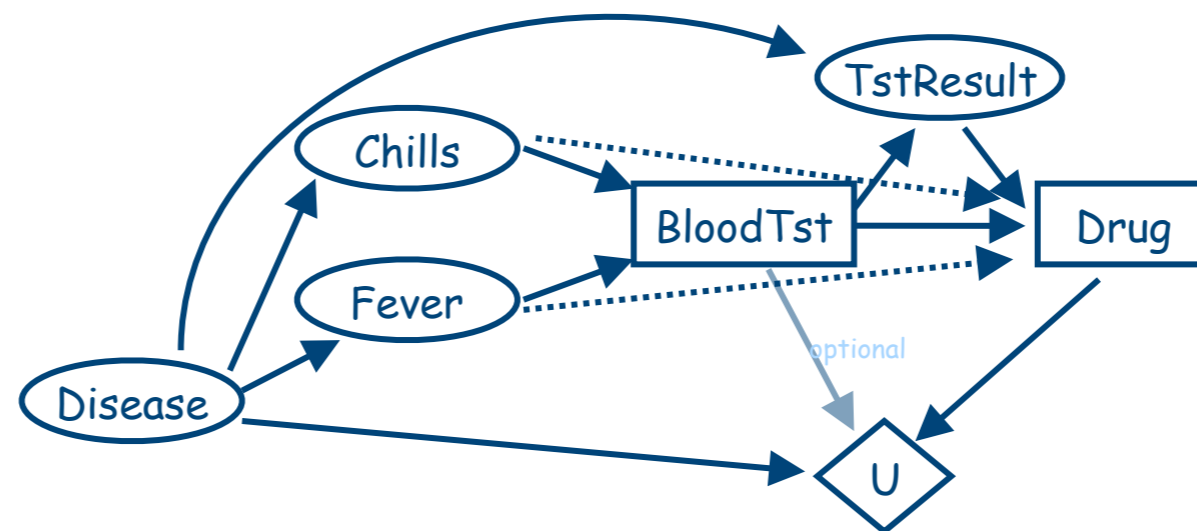 TstResult
Chills
BloodTst
Drug
Fever
optional
Disease
U